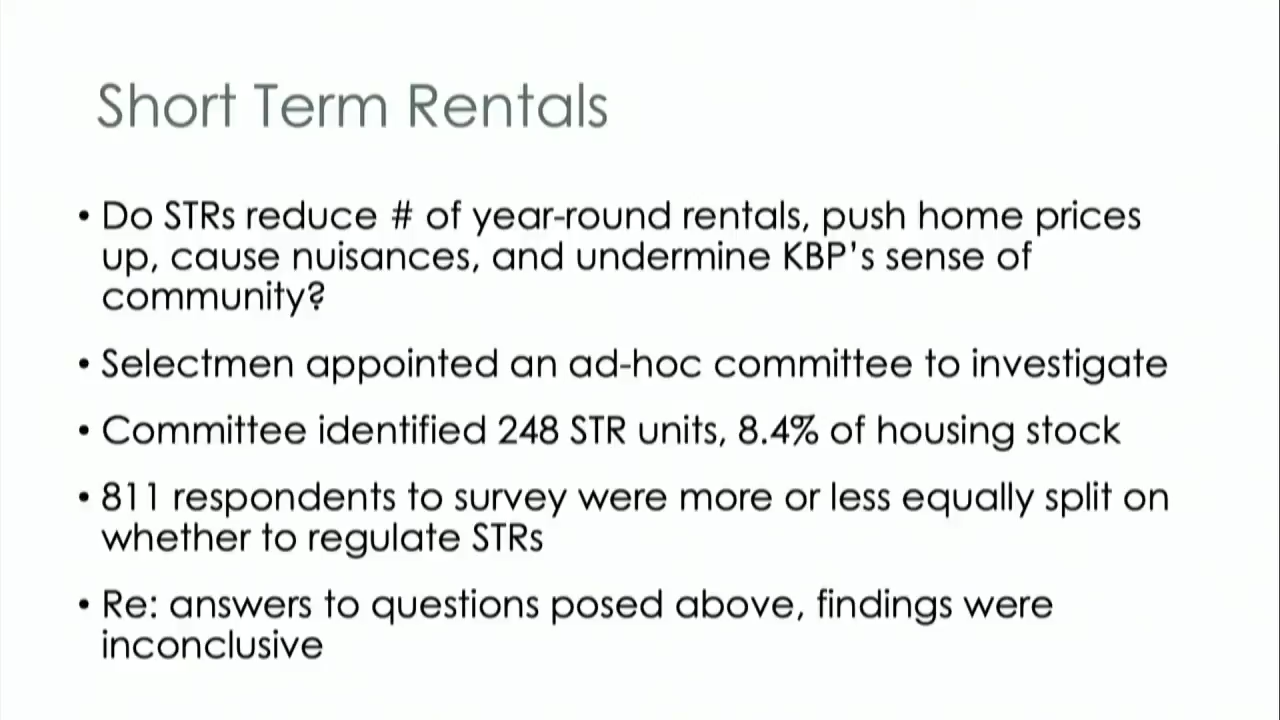 Short Term Rentals
• Do STRs reduce # of year-round rentals, push home prices
up, cause nuisances, and undermine KBP's sense of
community?
• Selectmen appointed an ad-hoc committee to investigate
• Committee identified 248 STR units, 8.4% of housing stock
• 811 respondents to survey were more or less equally split on
whether to regulate STRs
• Re: answers to questions posed above, findings were
inconclusive